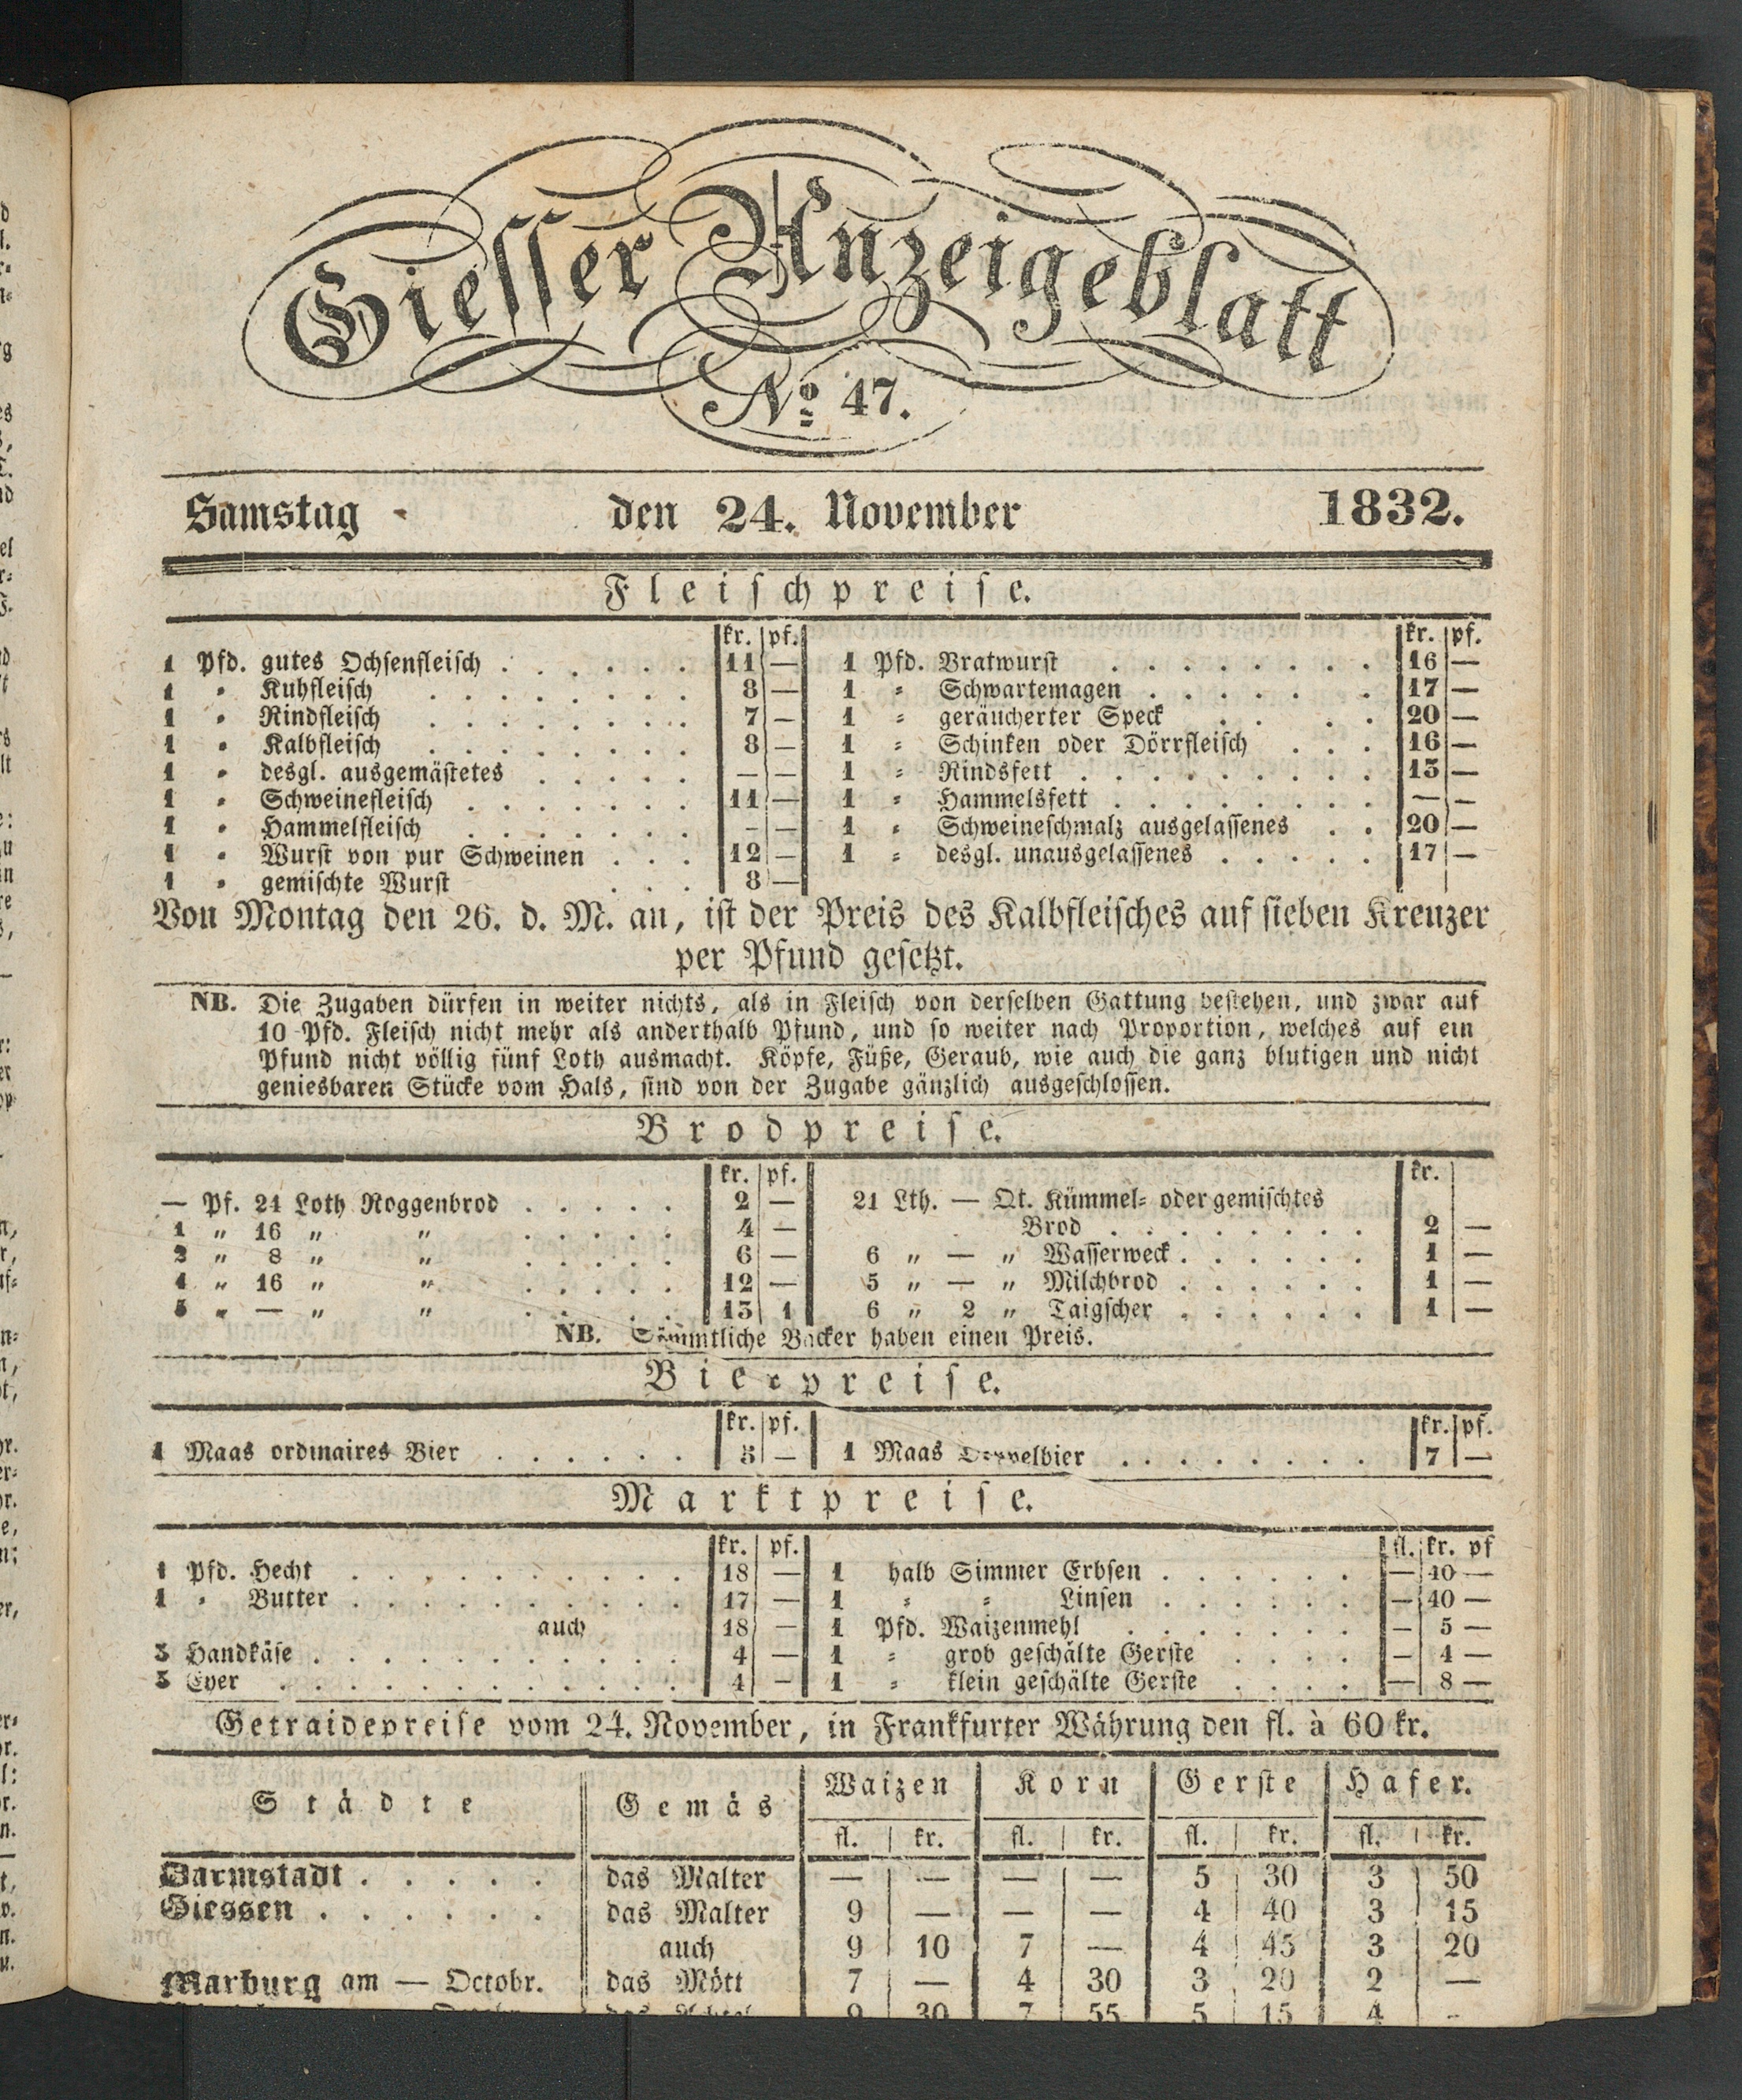 Giesser Anzeigeblatt
No. 47.
Samstag den 24. November 1832.
Fleischpreise.
kr. pf. kr. pf.
1 Pfd. gutes Ochsenfleisch . . . . . . 11 — 1 Pfd. Bratwurst . . . . . . . . 16 —
1 " Kuhfleisch . . . . . . . . 8 — 1 " Schwartemagen . . . . . . 17 —
1 " Rindfleisch . . . . . . . . 7 — 1 " geräucherter Speck . . . . 20 —
1 " Kalbfleisch . . . . . . . . 8 — 1 " Schinken oder Dörrfleisch . . . 16 —
1 " desgl. ausgemästetes . . . . . — — 1 " Rindsfett . . . . . . . . . 15 —
1 " Schweinefleisch . . . . . . . 11 — 1 " Hammelsfett . . . . . . . . — —
1 " Hammelfleisch . . . . . . . — — 1 " Schweineschmalz ausgelassenes . . 20 —
1 " Wurst von pur Schweinen . . . 12 — 1 " desgl. unausgelassenes . . . . . 17 —
1 " gemischte Wurst . . . 8 —
Von Montag den 26. d. M. an, ist der Preis des Kalbfleisches auf sieben Kreuzer
per Pfund gesetzt.
NB. Die Zugaben dürfen in weiter nichts, als in Fleisch von derselben Gattung bestehen, und zwar auf
10 Pfd. Fleisch nicht mehr als anderthalb Pfund, und so weiter nach Proportion, welches auf ein
Pfund nicht völlig fünf Loth ausmacht. Köpfe, Füße, Geraub, wie auch die ganz blutigen und nicht
geniesbaren Stücke vom Hals, sind von der Zugabe gänzlich ausgeschlossen.
Brodpreise.
kr. pf. kr.
— Pf. 24 Loth Roggenbrod . . . . . 2 — 21 Lth. — Qt. Kümmel= oder gemischtes
1 " 16 " " . . . . . 4 — Brod . . . . . . . . 2 —
2 " 8 " " . . . . . 6 — 6 " — " Wasserweck . . . . . . 1 —
4 " 16 " " . . . . . 12 — 5 " — " Milchbrod . . . . . . 1 —
5 " — " " . . . . . 13 1 6 " 2 " Taigscher . . . . . . 1 —
NB. Sämmtliche Bäcker haben einen Preis.
Bierpreise.
kr. pf. kr. pf.
1 Maas ordinaires Bier . . . . . . 5 — 1 Maas Doppelbier . . . . . . . . 7 —
Marktpreise.
kr. pf. fl. kr. pf
1 Pfd. Hecht . . . . . . . . . . 18 — 1 halb Simmer Erbsen . . . . . . — 40 —
1 " Butter . . . . . . . . . . 17 — 1 " " Linsen . . . . . . — 40 —
auch 18 — 1 Pfd. Waizenmehl . . . . . . . — 5 —
3 Handkäse . . . . . . . . . . . 4 — 1 " grob geschälte Gerste . . . . — 4 —
3 Eyer . . . . . . . . . . . . 4 — 1 " klein geschälte Gerste . . . . — 8 —
Getraidepreise vom 24. November, in Frankfurter Währung den fl. à 60 kr.
Städte Gemäs Waizen Korn Gerste Hafer.
fl. kr. fl. kr. fl. kr. fl. kr.
Darmstadt . . . . . das Malter — — — — 5 30 3 50
Giessen . . . . . . das Malter 9 — — — 4 40 3 15
auch 9 10 7 — 4 45 3 20
Marburg am — Octobr. das Mött 7 — 4 30 3 20 2 —
9 30 7 55 5 15 4 -